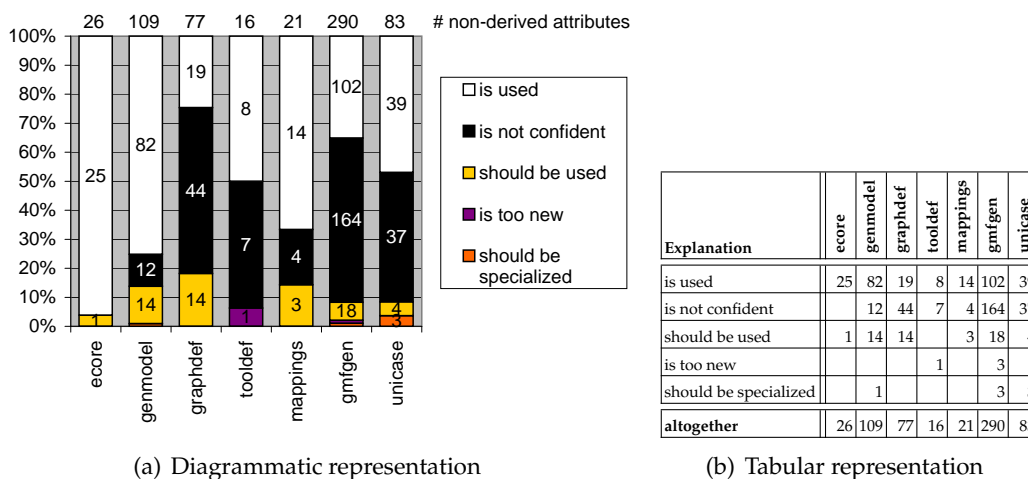 26 109 77 16 21 290 83 # non-derived attributes
100%
90%
80%
70%
60%
50%
40%
30%
20%
10%
0%
25
1
82
12
14
19
44
14
8
7
1
14
4
3
102
164
18
39
37
4
3
ecore
genmodel
graphdef
tooldef
mappings
gmfgen
unicase
is used
is not confident
should be used
is too new
should be
specialized
(a) Diagrammatic representation
Explanation ecore genmodel graphdef tooldef mappings gmfgen unicase
is used 25 82 19 8 14 102 3
is not confident 12 44 7 4 164 3
should be used 1 14 14 3 18
is too new 1 3
should be specialized 1 3
altogether 26 109 77 16 21 290 8
(b) Tabular representation